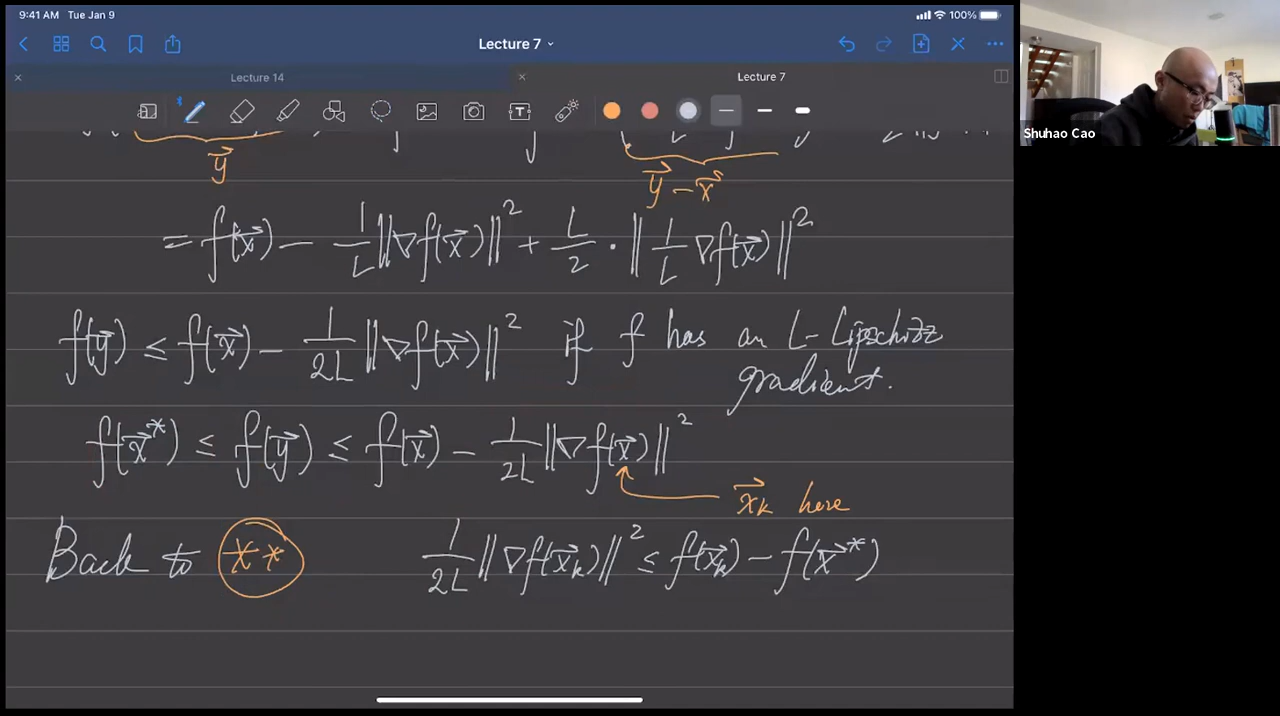 9:41 AM Tue Jan 9
100%
Lecture 7
Lecture 14
Lecture 7
Shuhao Cao
y⃗
y⃗ - x⃗
= f(x⃗) - 1/L ‖∇f(x⃗)‖² + L/2 · ‖1/L ∇f(x⃗)‖²
f(y⃗) ≤ f(x⃗) - 1/2L ‖∇f(x⃗)‖² if f has an L-Lipschitz
gradient.
f(x⃗*) ≤ f(y⃗) ≤ f(x⃗) - 1/2L ‖∇f(x⃗)‖²
x⃗ₖ here
Back to ** 1/2L ‖∇f(x⃗ₖ)‖² ≤ f(x⃗ₖ) - f(x⃗*)